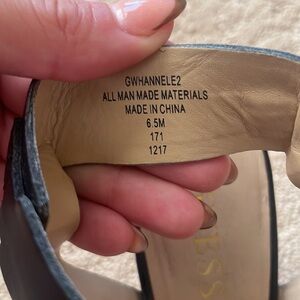 GWHANNELE2
ALL MAN MADE MATERIALS
MADE IN CHINA
6.5M
171
1217